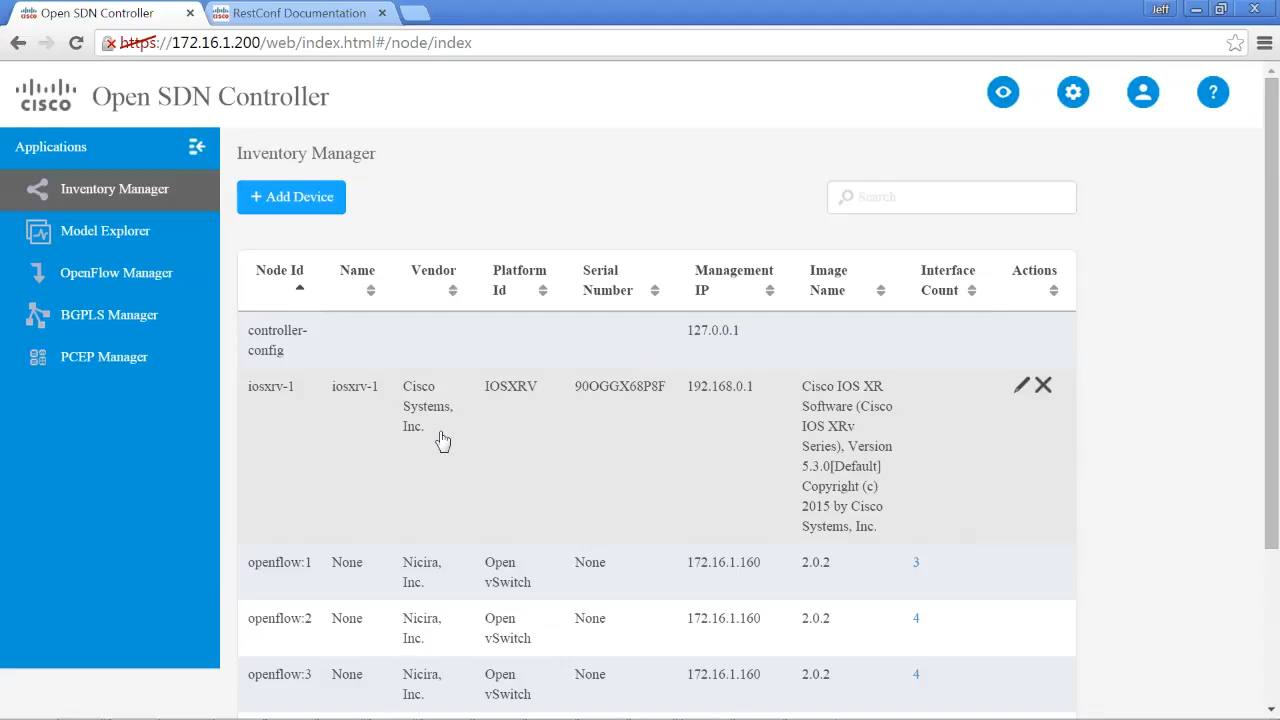 Open SDN Controller
RestConf Documentation
Jeff
https://172.16.1.200/web/index.html#/node/index
CISCO
Open SDN Controller
?
Applications
Inventory Manager
Model Explorer
OpenFlow Manager
BGPLS Manager
PCEP Manager
Inventory Manager
+ Add Device
Search
Node Id
Name
Vendor
Platform
Id
Serial
Number
Management
IP
Image
Name
Interface
Count
Actions
controller-
config
127.0.0.1
iosxrv-1
iosxrv-1
Cisco
Systems,
Inc.
IOSXRV
90OGGX68P8F
192.168.0.1
Cisco IOS XR
Software (Cisco
IOS XRv
Series), Version
5.3.0[Default]
Copyright (c)
2015 by Cisco
Systems, Inc.
openflow:1
None
Nicira,
Inc.
Open
vSwitch
None
172.16.1.160
2.0.2
3
openflow:2
None
Nicira,
Inc.
Open
vSwitch
None
172.16.1.160
2.0.2
4
openflow:3
None
Nicira,
Inc.
Open
vSwitch
None
172.16.1.160
2.0.2
4